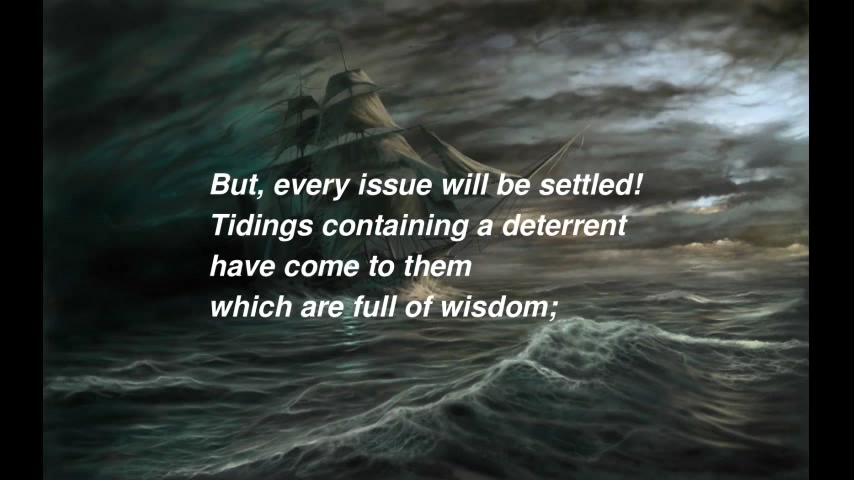 But, every issue will be settled!
Tidings containing a deterrent
have come to them
which are full of wisdom;